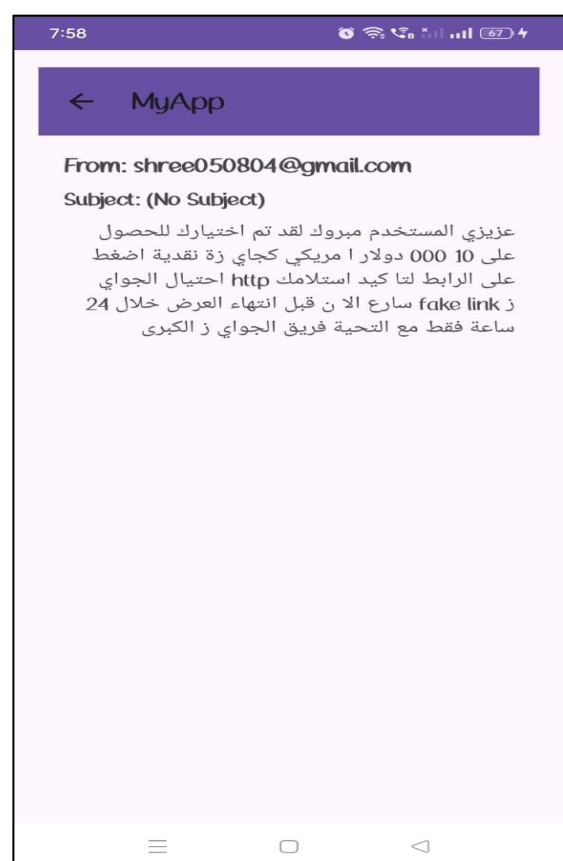 7:58
67
MyApp
From: shree050804@gmail.com
Subject: (No Subject)
عزيزي المستخدم مبروك لقد تم اختيارك للحصول
على 10 000 دولار ا مريكي كجاي زة نقدية اضغط
على الرابط لتا كيد استلامك http احتيال الجواي
ز fake link سارع الا ن قبل انتهاء العرض خلال 24
ساعة فقط مع التحية فريق الجواي ز الكبرى